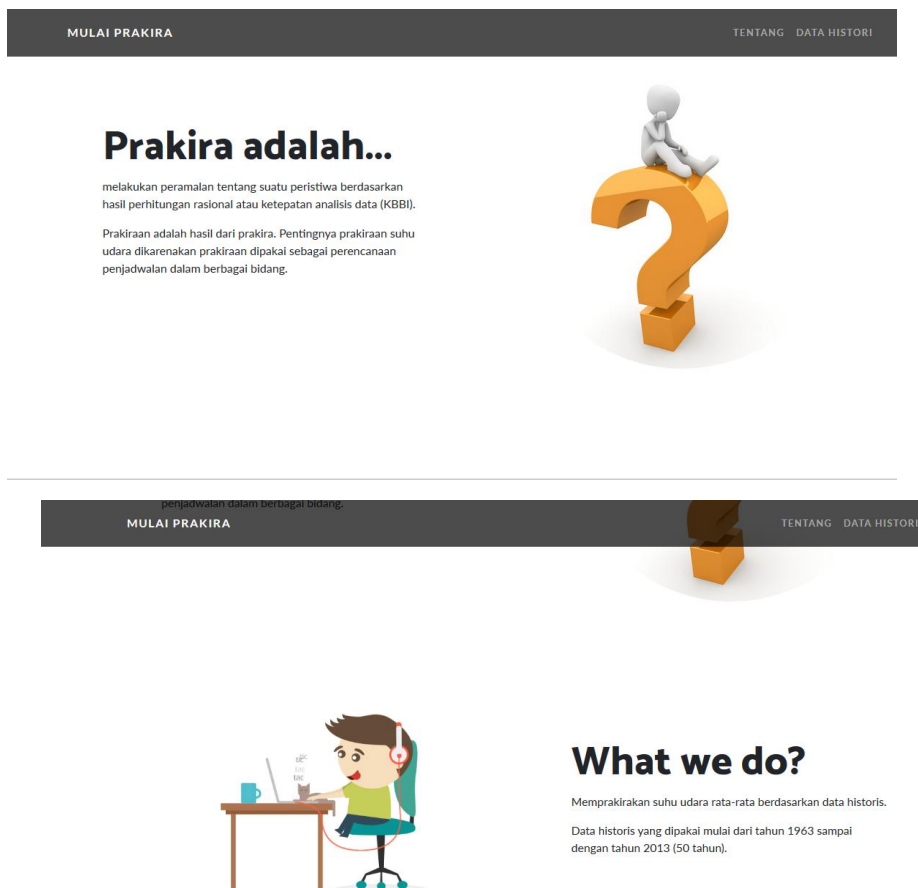 MULAI PRAKIRA
TENTANG DATA HISTORI
Prakira adalah...
melakukan peramalan tentang suatu peristiwa berdasarkan
hasil perhitungan rasional atau ketepatan analisis data (KBBI).
Prakiraan adalah hasil dari prakira. Pentingnya prakiraan suhu
udara dikarenakan prakiraan dipakai sebagai perencanaan
penjadwalan dalam berbagai bidang.
penjadwalan dalam berbagai bidang.
MULAI PRAKIRA
TENTANG DATA HISTORI
What we do?
Memprakirakan suhu udara rata-rata berdasarkan data historis.
Data historis yang dipakai mulai dari tahun 1963 sampai
dengan tahun 2013 (50 tahun).